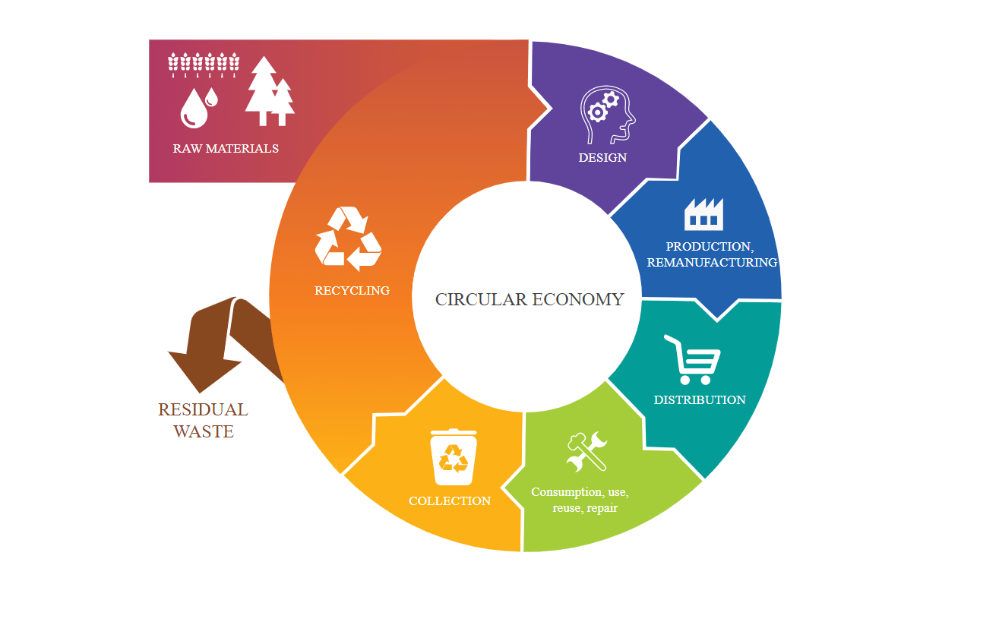 RAW MATERIALS
DESIGN
PRODUCTION,
REMANUFACTURING
RECYCLING
CIRCULAR ECONOMY
DISTRIBUTION
RESIDUAL
WASTE
Consumption, use,
reuse, repair
COLLECTION